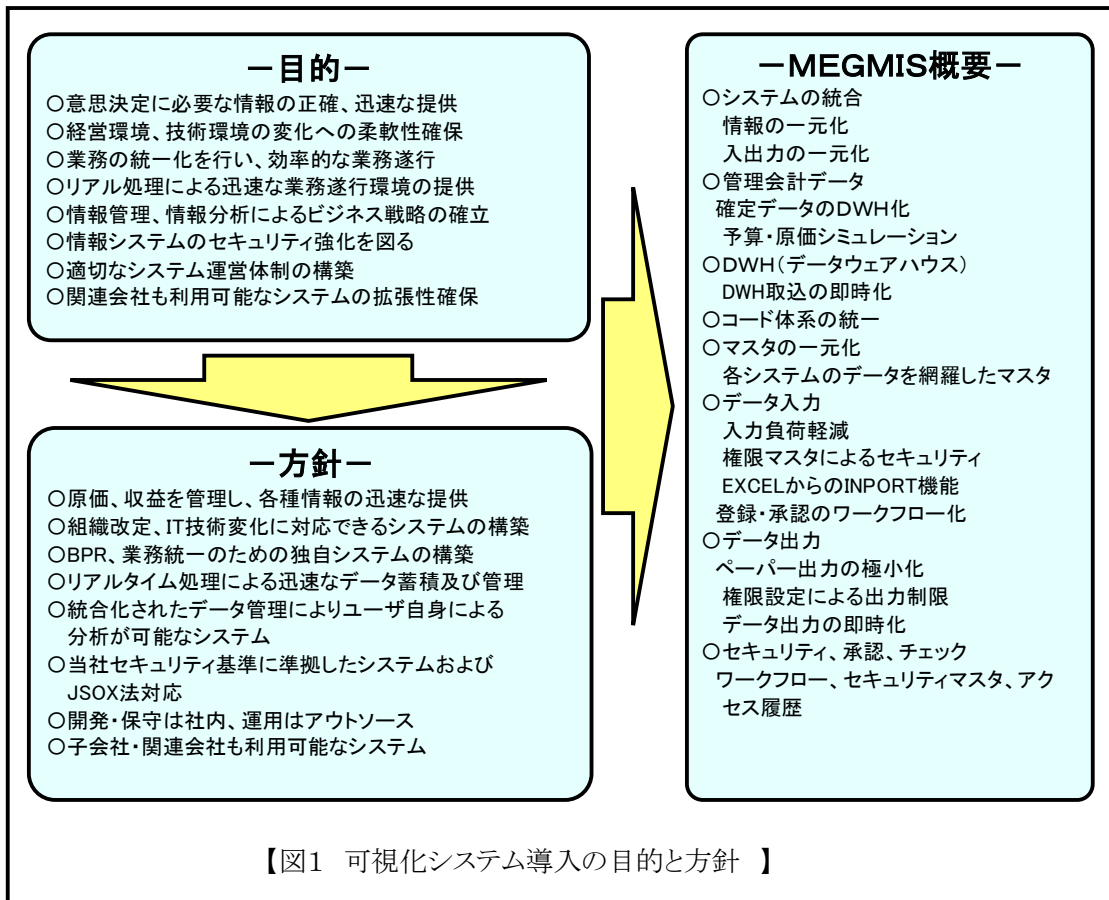 －目的－
○意思決定に必要な情報の正確、迅速な提供
○経営環境、技術環境の変化への柔軟性確保
○業務の統一化を行い、効率的な業務遂行
○リアル処理による迅速な業務遂行環境の提供
○情報管理、情報分析によるビジネス戦略の確立
○情報システムのセキュリティ強化を図る
○適切なシステム運営体制の構築
○関連会社も利用可能なシステムの拡張性確保
－方針－
○原価、収益を管理し、各種情報の迅速な提供
○組織改定、IT技術変化に対応できるシステムの構築
○BPR、業務統一のための独自システムの構築
○リアルタイム処理による迅速なデータ蓄積及び管理
○統合化されたデータ管理によりユーザ自身による
分析が可能なシステム
○当社セキュリティ基準に準拠したシステムおよび
JSOX法対応
○開発・保守は社内、運用はアウトソース
○子会社・関連会社も利用可能なシステム
－MEGMIS概要－
○システムの統合
情報の一元化
入出力の一元化
○管理会計データ
確定データのDWH化
予算・原価シミュレーション
○DWH（データウェアハウス）
DWH取込の即時化
○コード体系の統一
○マスタの一元化
各システムのデータを網羅したマスタ
○データ入力
入力負荷軽減
権限マスタによるセキュリティ
EXCELからのINPORT機能
登録・承認のワークフロー化
○データ出力
ペーパー出力の極小化
権限設定による出力制限
データ出力の即時化
○セキュリティ、承認、チェック
ワークフロー、セキュリティマスタ、アク
セス履歴
【図1　可視化システム導入の目的と方針　】